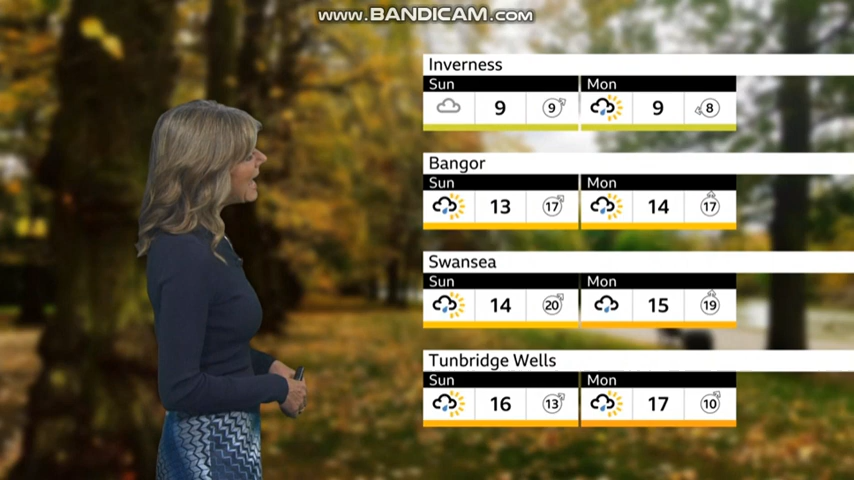 www.BANDICAM.com
Inverness
Sun Mon
9 9 9 8
Bangor
Sun Mon
13 17 14 17
Swansea
Sun Mon
14 20 15 19
Tunbridge Wells
Sun Mon
16 13 17 10